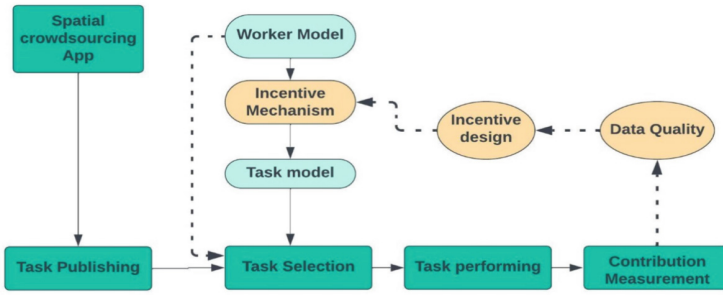 Spatial
crowdsourcing
App
Worker Model
Incentive
Mechanism
Incentive
design
Data Quality
Task model
Task Publishing
Task Selection
Task performing
Contribution
Measurement